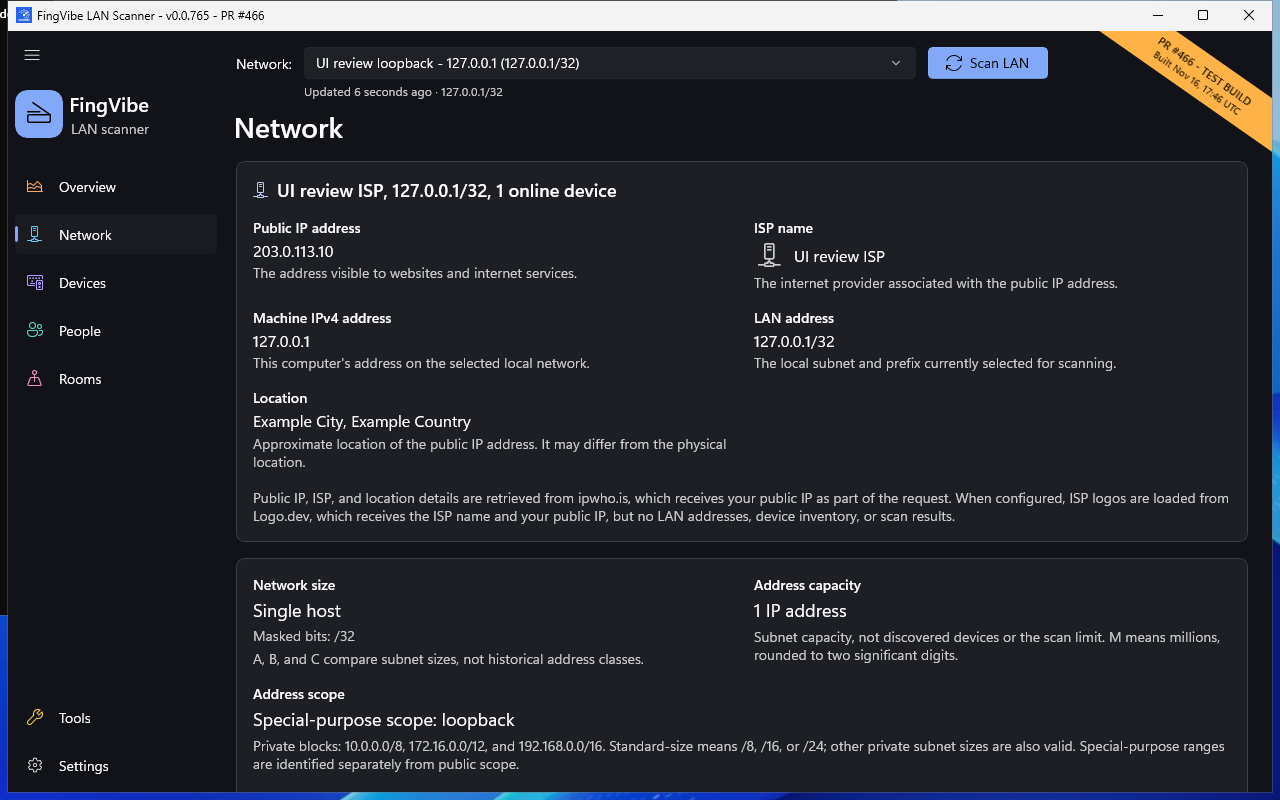 FingVibe LAN Scanner - v0.0.765 - PR #466
Network:
UI review loopback - 127.0.0.1 (127.0.0.1/32)
Scan LAN
Updated 6 seconds ago · 127.0.0.1/32
PR #466 - TEST BUILD
Built Nov 16, 17:46 UTC
FingVibe
LAN scanner
Overview
Network
Devices
People
Rooms
Tools
Settings
Network
UI review ISP, 127.0.0.1/32, 1 online device
Public IP address
203.0.113.10
The address visible to websites and internet services.
ISP name
UI review ISP
The internet provider associated with the public IP address.
Machine IPv4 address
127.0.0.1
This computer's address on the selected local network.
LAN address
127.0.0.1/32
The local subnet and prefix currently selected for scanning.
Location
Example City, Example Country
Approximate location of the public IP address. It may differ from the physical
location.
Public IP, ISP, and location details are retrieved from ipwho.is, which receives your public IP as part of the request. When configured, ISP logos are loaded from
Logo.dev, which receives the ISP name and your public IP, but no LAN addresses, device inventory, or scan results.
Network size
Single host
Masked bits: /32
A, B, and C compare subnet sizes, not historical address classes.
Address capacity
1 IP address
Subnet capacity, not discovered devices or the scan limit. M means millions,
rounded to two significant digits.
Address scope
Special-purpose scope: loopback
Private blocks: 10.0.0.0/8, 172.16.0.0/12, and 192.168.0.0/16. Standard-size means /8, /16, or /24; other private subnet sizes are also valid. Special-purpose ranges
are identified separately from public scope.